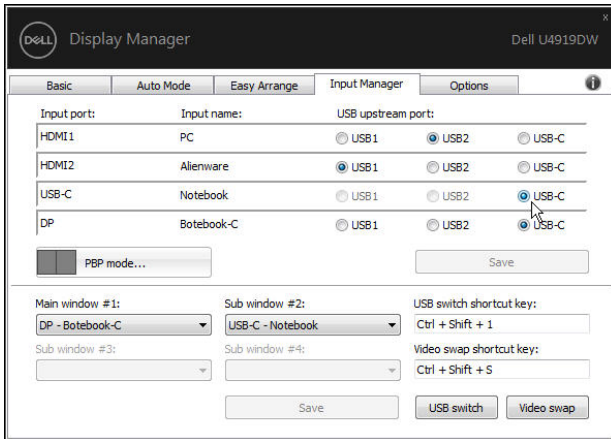 DELL Display Manager Dell U4919DW
Basic Auto Mode Easy Arrange Input Manager Options
Input port: Input name: USB upstream port:
HDMI1 PC USB1 USB2 USB-C
HDMI2 Alienware USB1 USB2 USB-C
USB-C Notebook USB1 USB2 USB-C
DP Botebook-C USB1 USB2 USB-C
PBP mode... Save
Main window #1: Sub window #2: USB switch shortcut key:
DP - Botebook-C USB-C - Notebook Ctrl + Shift + 1
Sub window #3: Sub window #4: Video swap shortcut key:
Ctrl + Shift + S
Save USB switch Video swap